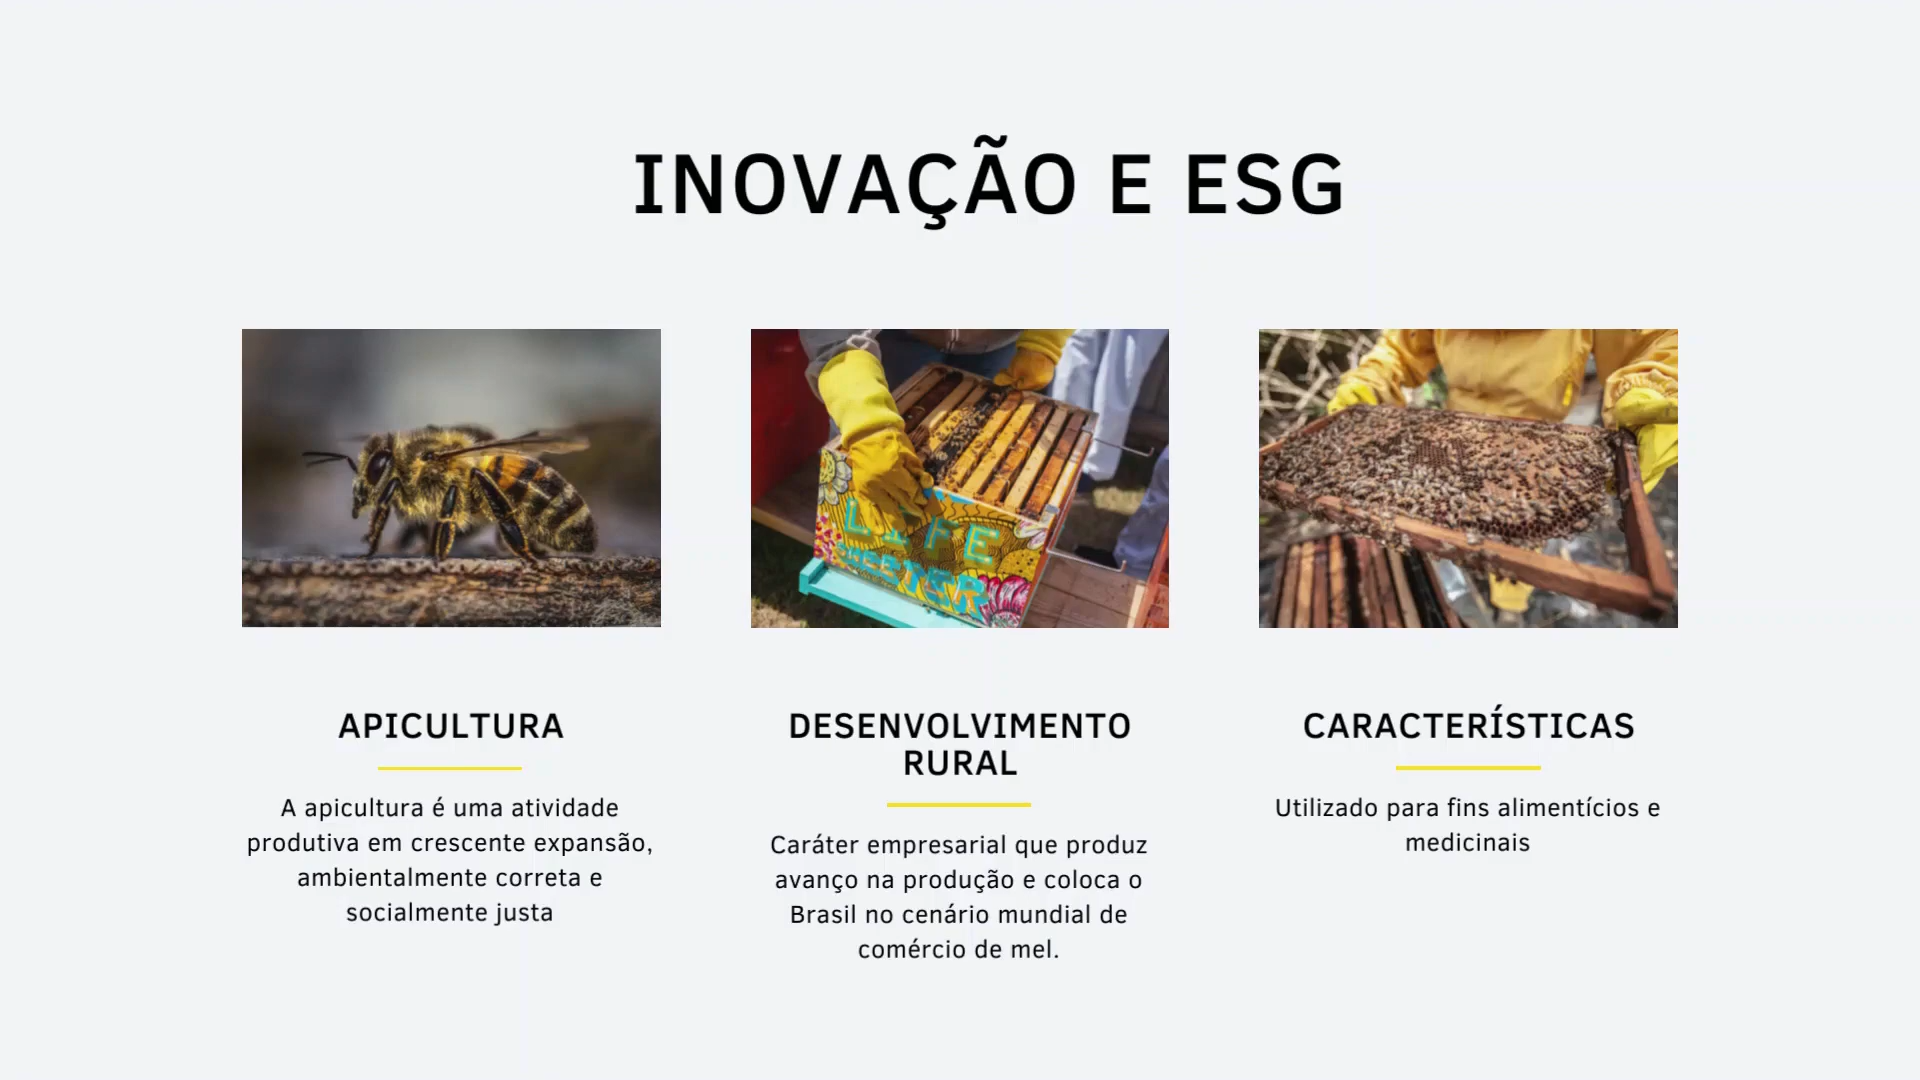 INOVAÇÃO E ESG
LIFE
SWEETER
APICULTURA
A apicultura é uma atividade
produtiva em crescente expansão,
ambientalmente correta e
socialmente justa
DESENVOLVIMENTO
RURAL
Caráter empresarial que produz
avanço na produção e coloca o
Brasil no cenário mundial de
comércio de mel.
CARACTERÍSTICAS
Utilizado para fins alimentícios e
medicinais